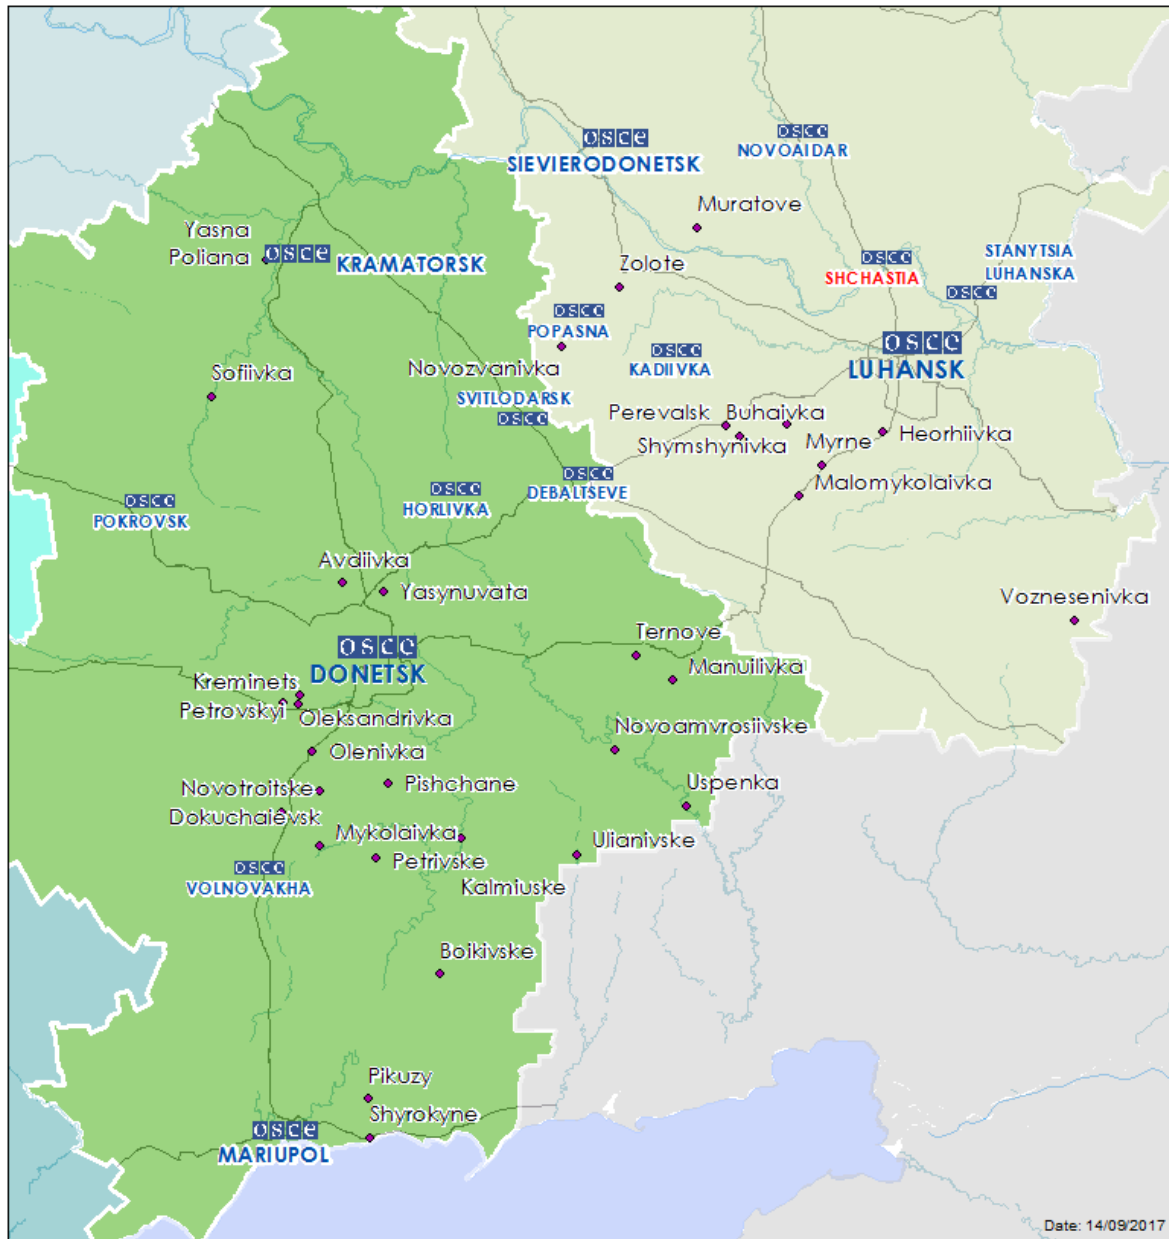 osce
SIEVIERODONETSK
osce
NOVOAIDAR
Muratove
Yasna
Poliana
osce
KRAMATORSK
Zolote
osce
SHCHASTIA
STANYTSIA
LUHANSKA
osce
osce
POPASNA
osce
KADIIVKA
osce
LUHANSK
Sofiivka
Novozvanivka
SVITLODARSK
osce
Perevalsk
Buhaivka
Shymshynivka
Myrne
Heorhiivka
Malomykolaivka
osce
DEBALTSEVE
osce
HORLIVKA
osce
POKROVSK
Avdiivka
Yasynuvata
Voznesenivka
osce
DONETSK
Ternove
Manuilivka
Kreminets
Petrovskyi
Oleksandrivka
Novoamvrosiivske
Olenivka
Novotroitske
Pishchane
Uspenka
Dokuchaievsk
Mykolaivka
Ulianivske
Petrivske
osce
VOLNOVAKHA
Kalmiuske
Boikivske
Pikuzy
Shyrokyne
osce
MARIUPOL
Date: 14/09/2017